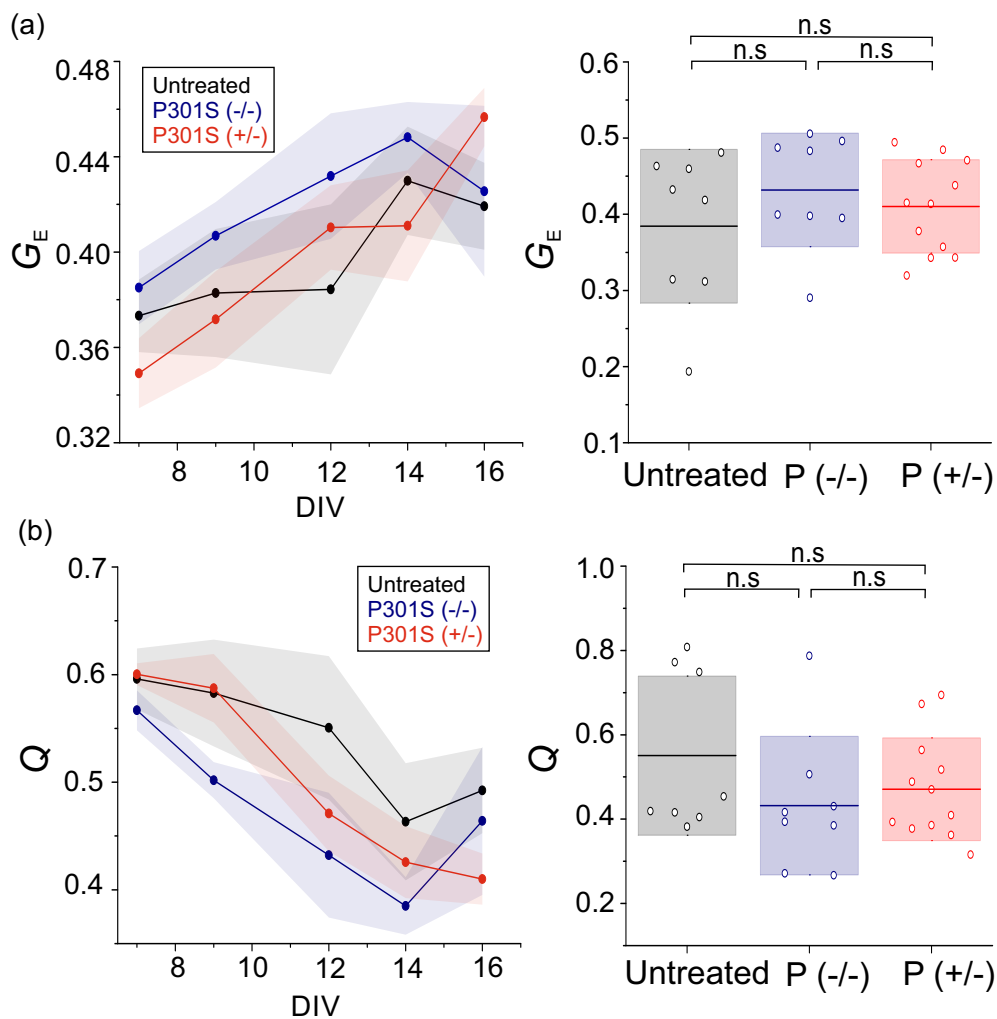 (a)
n.s
n.s
n.s
0.48
0.44
0.40
0.36
0.32
G_E
Untreated
P301S (-/-)
P301S (+/-)
8 10 12 14 16
DIV
0.6
0.5
0.4
0.3
0.2
0.1
G_E
Untreated P (-/-) P (+/-)
(b)
n.s
n.s
n.s
0.7
0.6
0.5
0.4
Q
Untreated
P301S (-/-)
P301S (+/-)
8 10 12 14 16
DIV
1.0
0.8
0.6
0.4
0.2
Q
Untreated P (-/-) P (+/-)